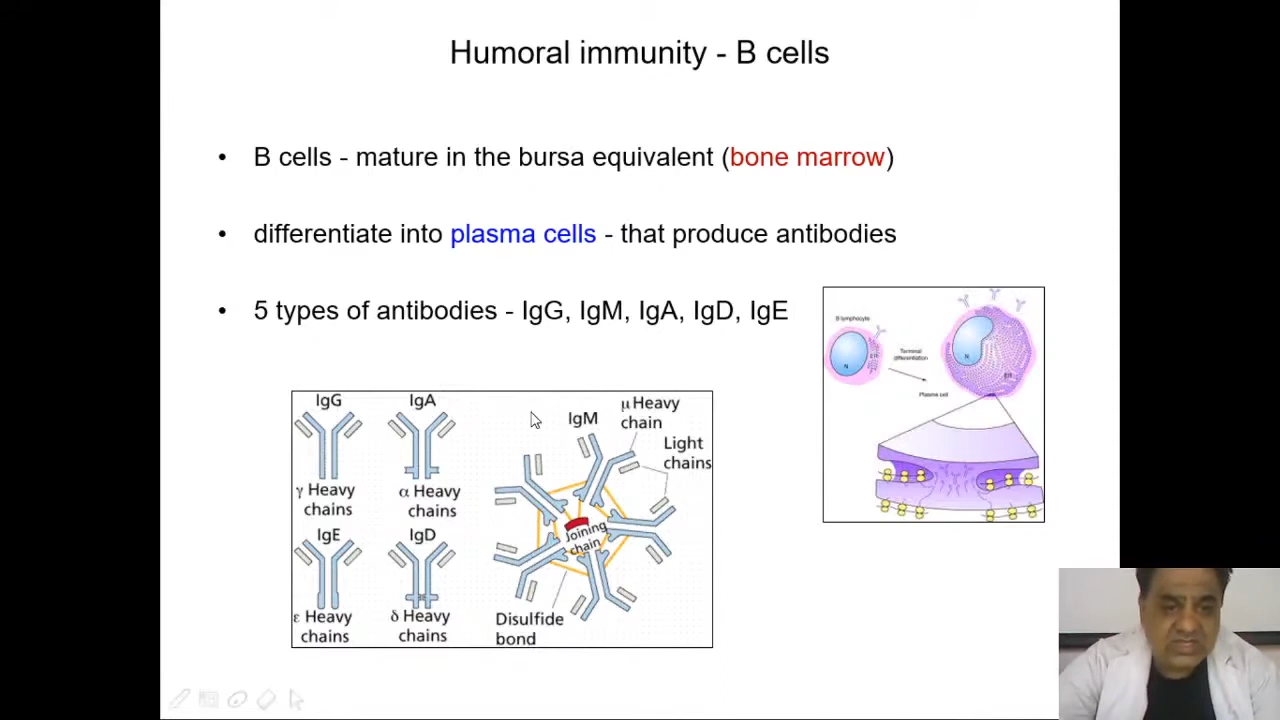 Humoral immunity - B cells
• B cells - mature in the bursa equivalent (bone marrow)
• differentiate into plasma cells - that produce antibodies
• 5 types of antibodies - IgG, IgM, IgA, IgD, IgE
IgG
γ Heavy
chains
IgA
α Heavy
chains
IgE
ε Heavy
chains
IgD
δ Heavy
chains
IgM
μ Heavy
chain
Light
chains
Joining
chain
Disulfide
bond
B lymphocyte
N
ER
Terminal
differentiation
Plasma cell
N
ER